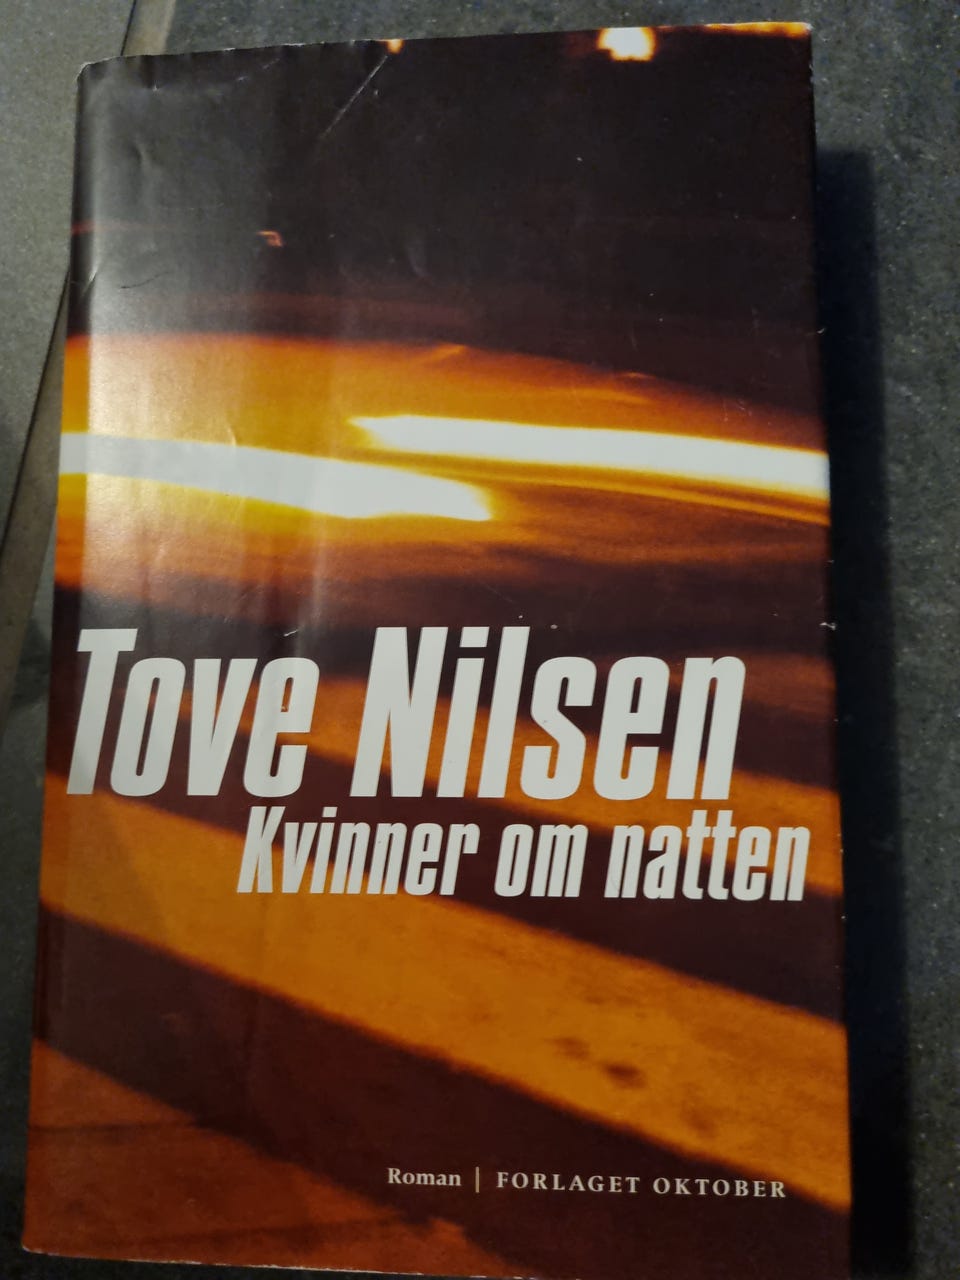 Tove Nilsen
Kvinner om natten
Roman | FORLAGET OKTOBER